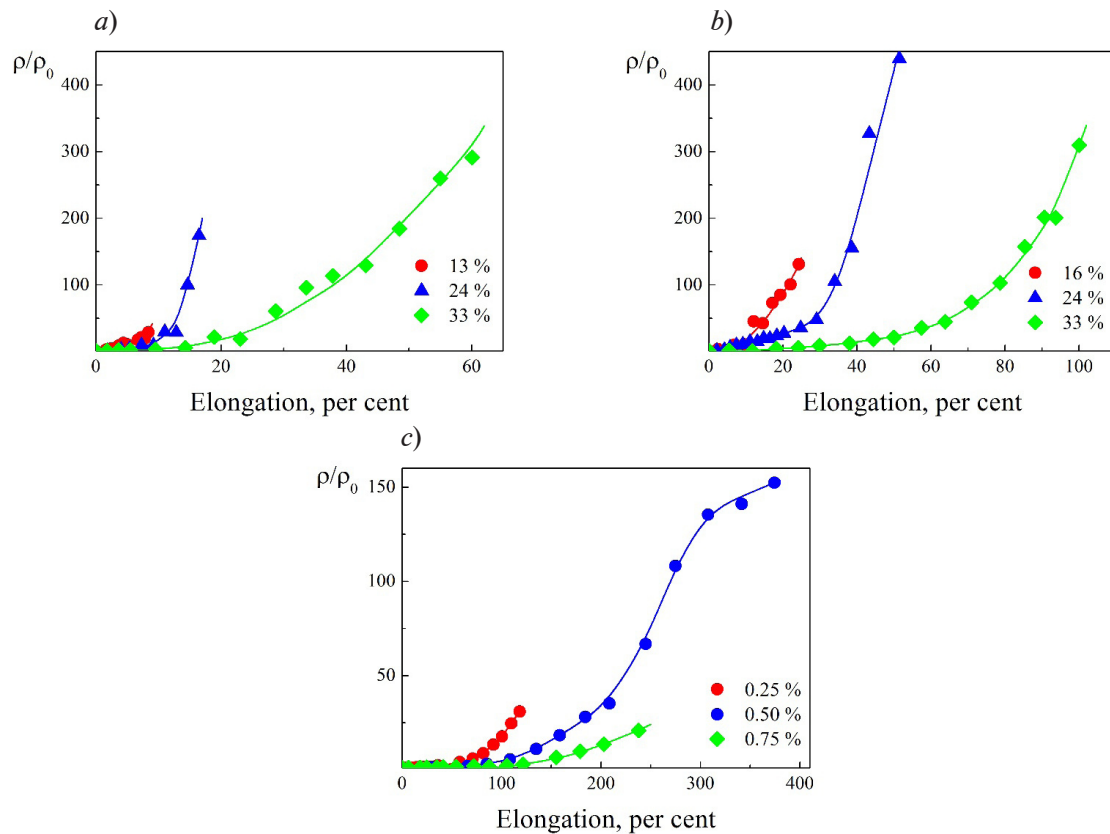 a)
ρ/ρ0
400
300
200
100
0 20 40 60
13 %
24 %
33 %
Elongation, per cent
b)
ρ/ρ0
400
300
200
100
0 20 40 60 80 100
16 %
24 %
33 %
Elongation, per cent
c)
ρ/ρ0
150
100
50
0 100 200 300 400
0.25 %
0.50 %
0.75 %
Elongation, per cent